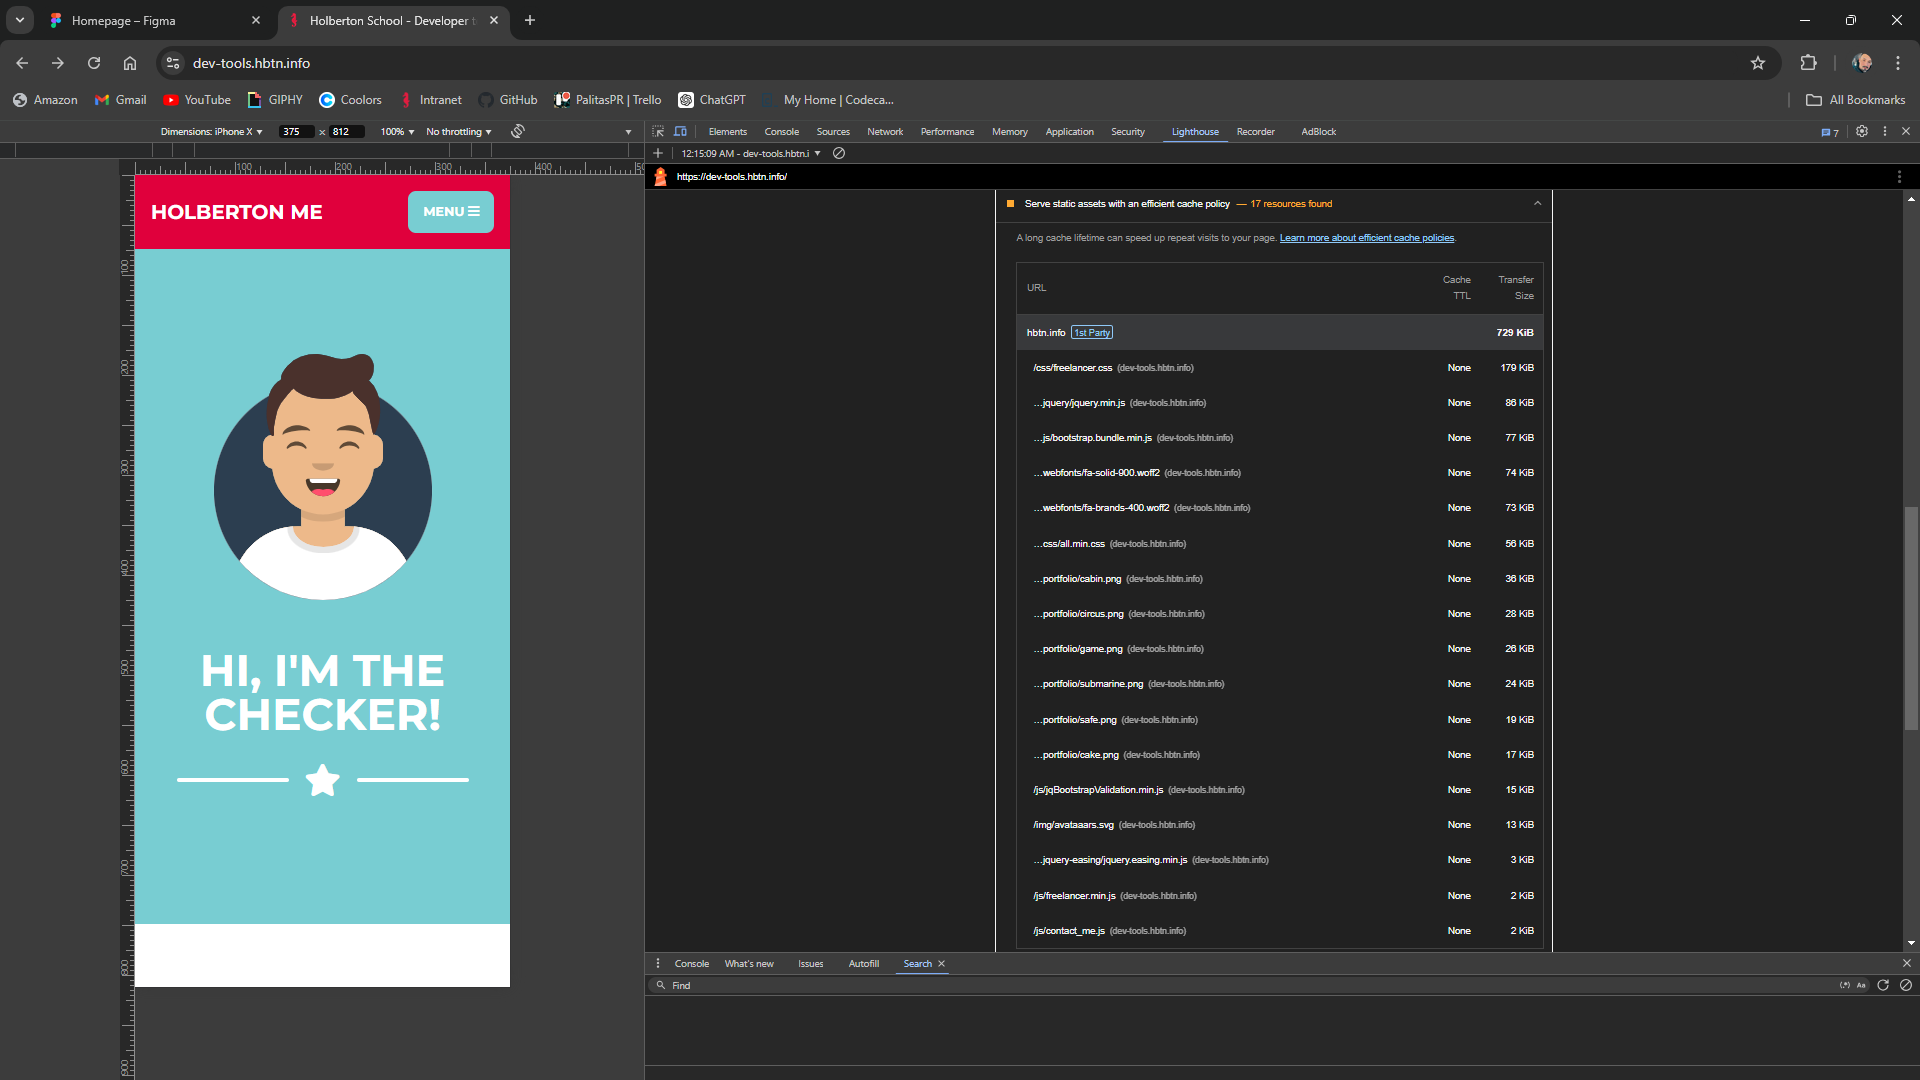 Homepage – Figma
Holberton School - Developer t
dev-tools.hbtn.info
Amazon Gmail YouTube GIPHY Coolors Intranet GitHub PalitasPR | Trello ChatGPT My Home | Codeca... All Bookmarks
Dimensions: iPhone X 375 × 812 100% No throttling
Elements Console Sources Network Performance Memory Application Security Lighthouse Recorder AdBlock 7
12:15:09 AM - dev-tools.hbtn.i
https://dev-tools.hbtn.info/
100 200 300 400
HOLBERTON ME
MENU
HI, I'M THE
CHECKER!
100
200
300
400
500
600
700
800
900
Serve static assets with an efficient cache policy — 17 resources found
A long cache lifetime can speed up repeat visits to your page. Learn more about efficient cache policies.
URL Cache TTL Transfer Size
hbtn.info 1st Party 729 KiB
/css/freelancer.css (dev-tools.hbtn.info) None 179 KiB
…jquery/jquery.min.js (dev-tools.hbtn.info) None 86 KiB
…js/bootstrap.bundle.min.js (dev-tools.hbtn.info) None 77 KiB
…webfonts/fa-solid-900.woff2 (dev-tools.hbtn.info) None 74 KiB
…webfonts/fa-brands-400.woff2 (dev-tools.hbtn.info) None 73 KiB
…css/all.min.css (dev-tools.hbtn.info) None 56 KiB
…portfolio/cabin.png (dev-tools.hbtn.info) None 36 KiB
…portfolio/circus.png (dev-tools.hbtn.info) None 28 KiB
…portfolio/game.png (dev-tools.hbtn.info) None 26 KiB
…portfolio/submarine.png (dev-tools.hbtn.info) None 24 KiB
…portfolio/safe.png (dev-tools.hbtn.info) None 19 KiB
…portfolio/cake.png (dev-tools.hbtn.info) None 17 KiB
/js/jqBootstrapValidation.min.js (dev-tools.hbtn.info) None 15 KiB
/img/avataaars.svg (dev-tools.hbtn.info) None 13 KiB
…jquery-easing/jquery.easing.min.js (dev-tools.hbtn.info) None 3 KiB
/js/freelancer.min.js (dev-tools.hbtn.info) None 2 KiB
/js/contact_me.js (dev-tools.hbtn.info) None 2 KiB
Console What's new Issues Autofill Search
Find (.*) Aa